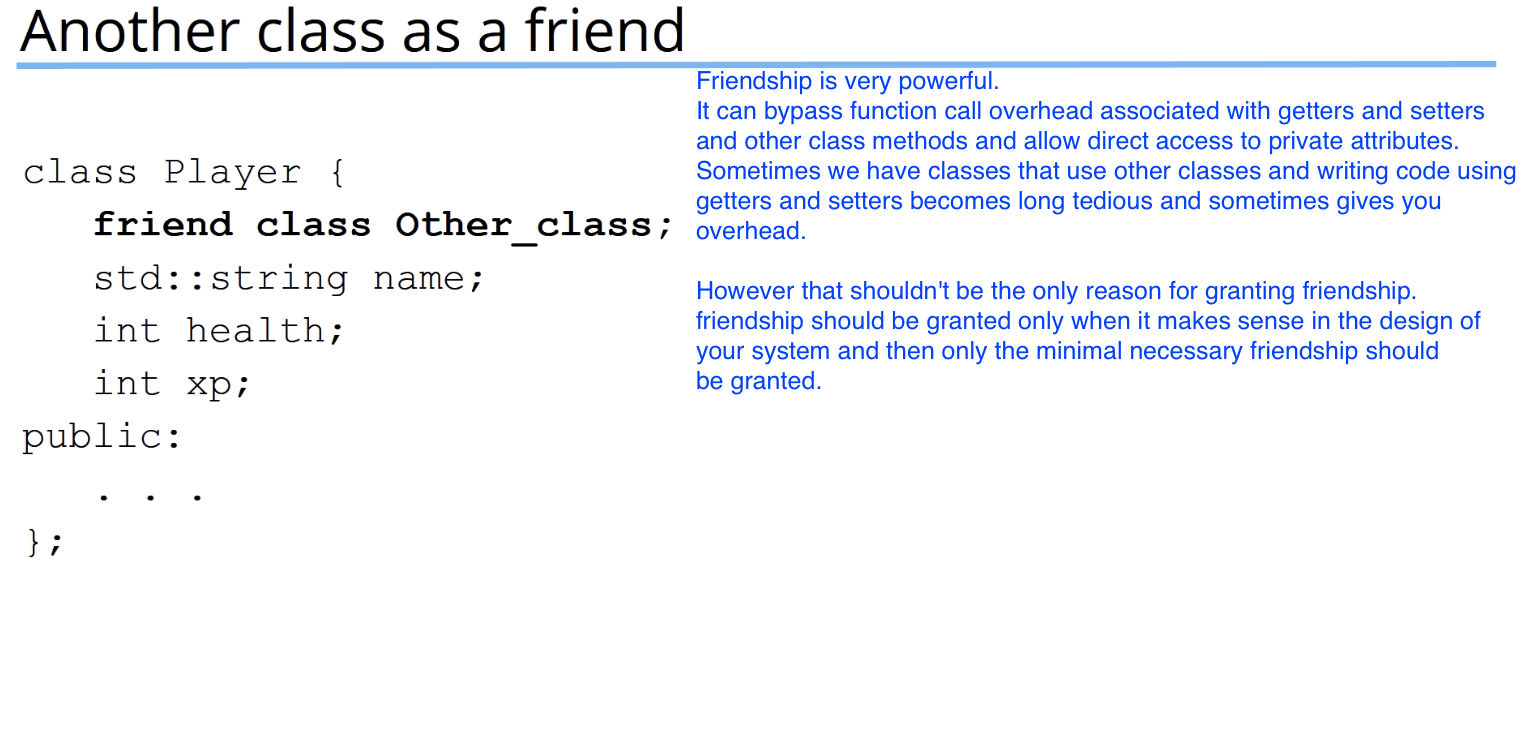 Another class as a friend
Friendship is very powerful.
It can bypass function call overhead associated with getters and setters
and other class methods and allow direct access to private attributes.
Sometimes we have classes that use other classes and writing code using
getters and setters becomes long tedious and sometimes gives you
overhead.
However that shouldn't be the only reason for granting friendship.
friendship should be granted only when it makes sense in the design of
your system and then only the minimal necessary friendship should
be granted.
class Player {
friend class Other_class;
std::string name;
int health;
int xp;
public:
. . .
};